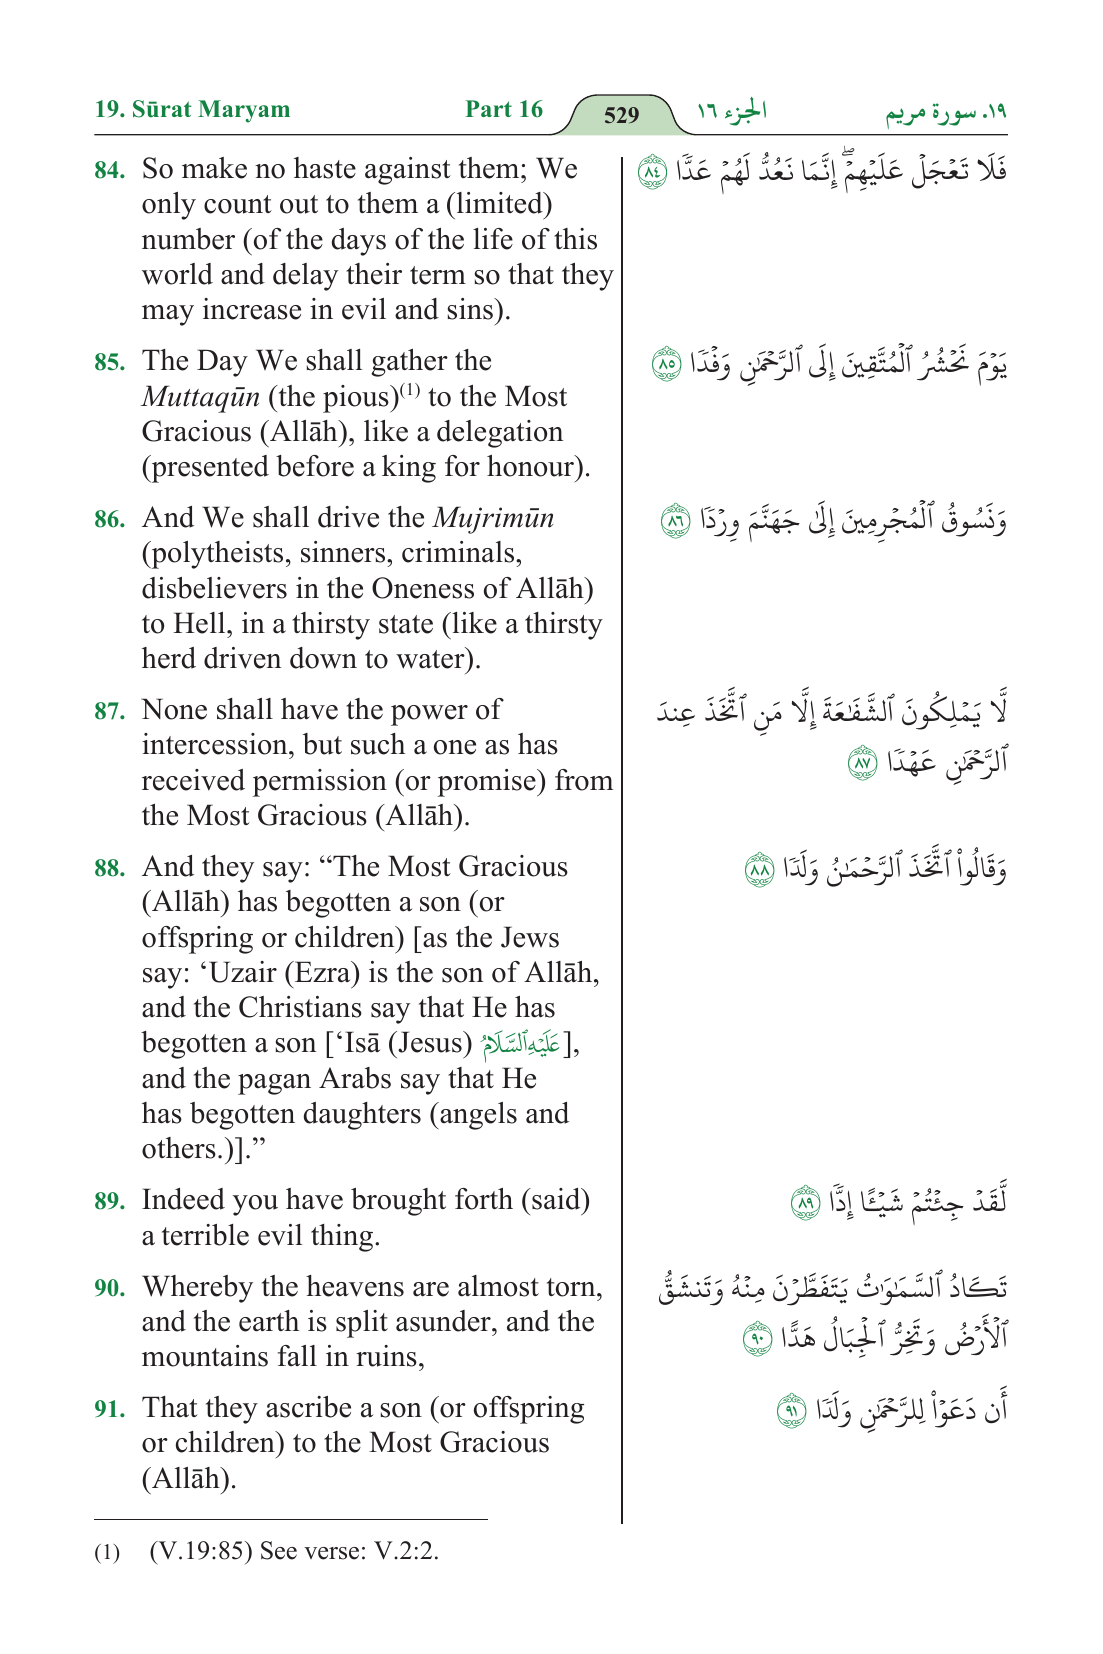 19. Sūrat Maryam Part 16 529 الجزء ١٦ ١٩. سورة مريم
84. So make no haste against them; We
only count out to them a (limited)
number (of the days of the life of this
world and delay their term so that they
may increase in evil and sins).
فَلَا تَعْجَلْ عَلَيْهِمْ ۖ إِنَّمَا نَعُدُّ لَهُمْ عَدًّا ٨٤
85. The Day We shall gather the
Muttaqūn (the pious)(1) to the Most
Gracious (Allāh), like a delegation
(presented before a king for honour).
يَوْمَ نَحْشُرُ ٱلْمُتَّقِينَ إِلَى ٱلرَّحْمَٰنِ وَفْدًا ٨٥
86. And We shall drive the Mujrimūn
(polytheists, sinners, criminals,
disbelievers in the Oneness of Allāh)
to Hell, in a thirsty state (like a thirsty
herd driven down to water).
وَنَسُوقُ ٱلْمُجْرِمِينَ إِلَىٰ جَهَنَّمَ وِرْدًا ٨٦
87. None shall have the power of
intercession, but such a one as has
received permission (or promise) from
the Most Gracious (Allāh).
لَّا يَمْلِكُونَ ٱلشَّفَٰعَةَ إِلَّا مَنِ ٱتَّخَذَ عِندَ
ٱلرَّحْمَٰنِ عَهْدًا ٨٧
88. And they say: “The Most Gracious
(Allāh) has begotten a son (or
offspring or children) [as the Jews
say: ‘Uzair (Ezra) is the son of Allāh,
and the Christians say that He has
begotten a son [‘Isā (Jesus) عَلَيْهِ ٱلسَّلَامُ],
and the pagan Arabs say that He
has begotten daughters (angels and
others.)].”
وَقَالُوا۟ ٱتَّخَذَ ٱلرَّحْمَٰنُ وَلَدًا ٨٨
89. Indeed you have brought forth (said)
a terrible evil thing.
لَّقَدْ جِئْتُمْ شَيْـًٔا إِدًّا ٨٩
90. Whereby the heavens are almost torn,
and the earth is split asunder, and the
mountains fall in ruins,
تَكَادُ ٱلسَّمَٰوَٰتُ يَتَفَطَّرْنَ مِنْهُ وَتَنشَقُّ
ٱلْأَرْضُ وَتَخِرُّ ٱلْجِبَالُ هَدًّا ٩٠
91. That they ascribe a son (or offspring
or children) to the Most Gracious
(Allāh).
أَن دَعَوْا۟ لِلرَّحْمَٰنِ وَلَدًا ٩١
(1) (V.19:85) See verse: V.2:2.